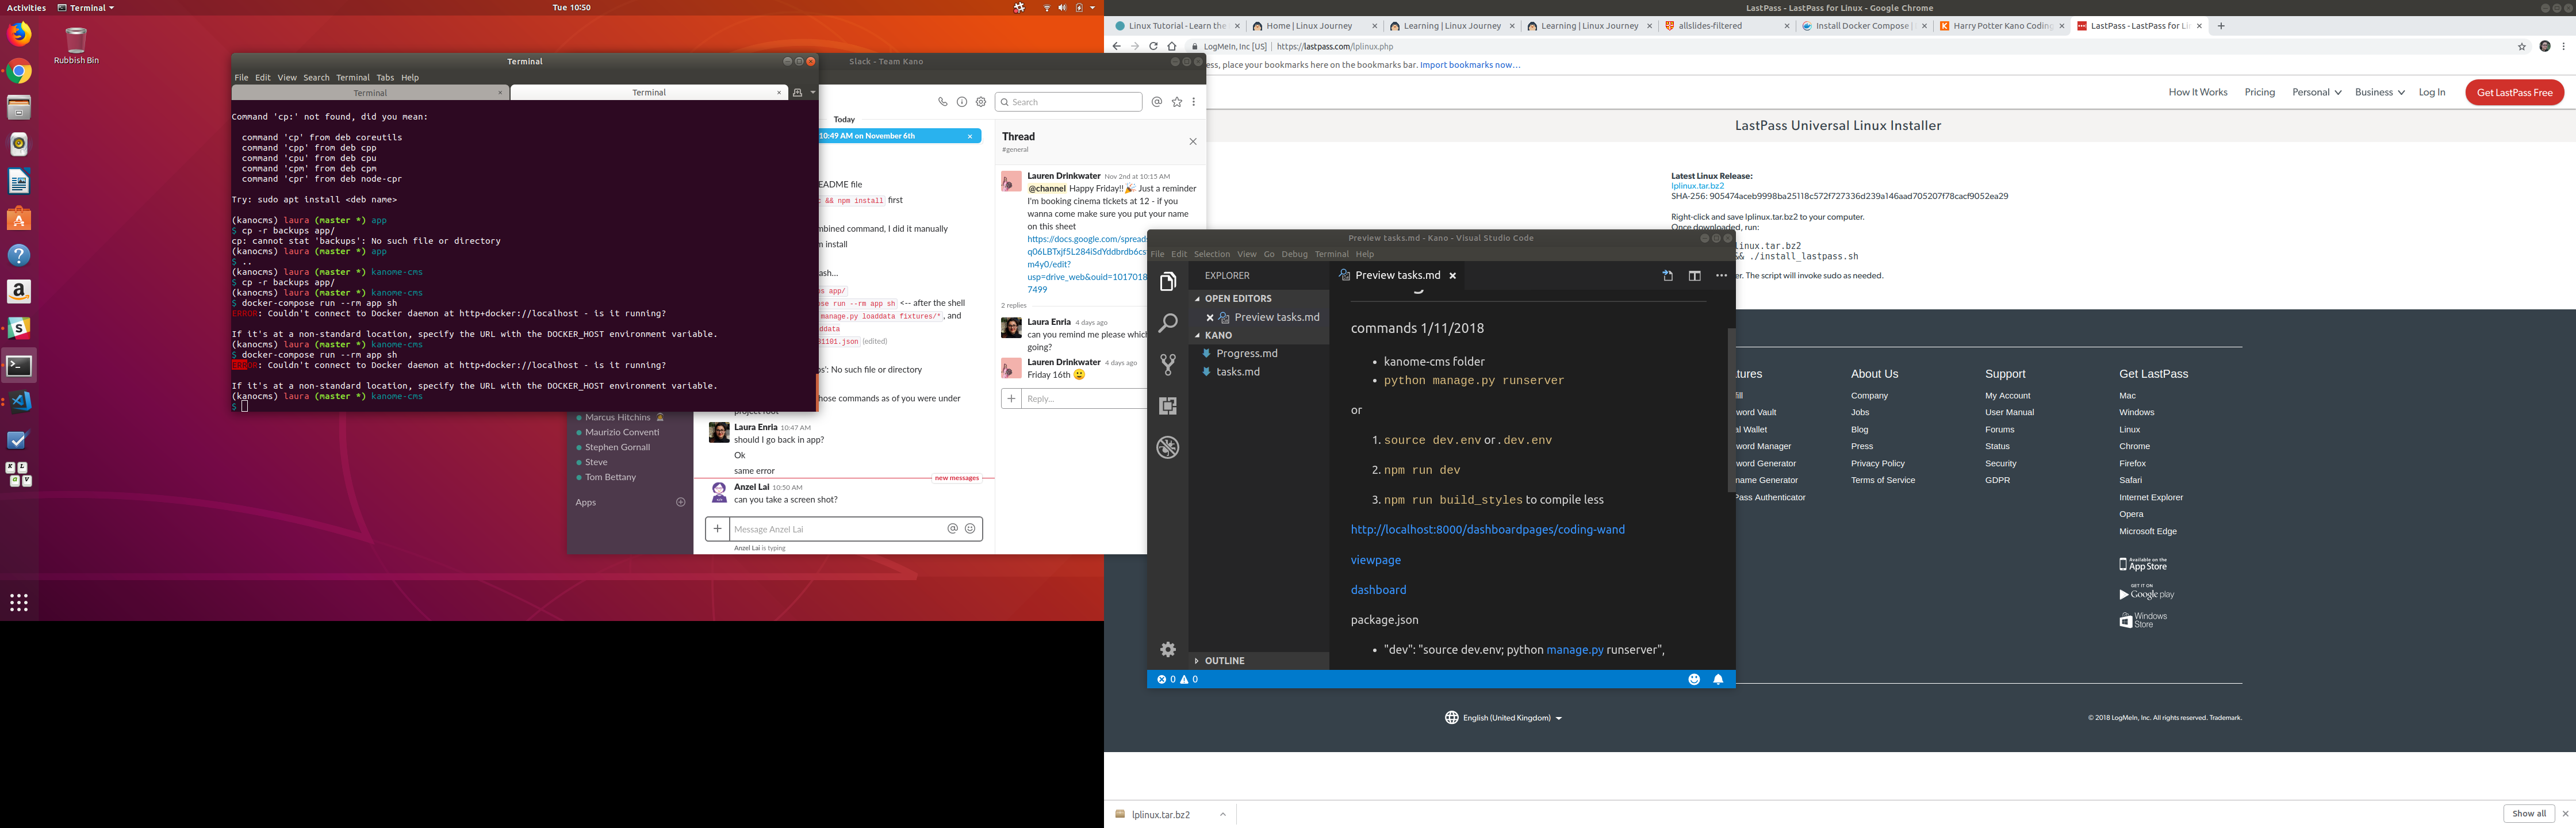 Activities
Terminal
Tue 10:50
Rubbish Bin
Terminal
File Edit View Search Terminal Tabs Help
Terminal
Terminal
Command 'cp:' not found, did you mean:
command 'cp' from deb coreutils
command 'cpp' from deb cpp
command 'cpu' from deb cpu
command 'cpm' from deb cpm
command 'cpr' from deb node-cpr
Try: sudo apt install <deb name>
(kanocms) laura (master *) app
$ cp -r backups app/
cp: cannot stat 'backups': No such file or directory
(kanocms) laura (master *) app
$ ..
(kanocms) laura (master *) kanome-cms
$ cp -r backups app/
(kanocms) laura (master *) kanome-cms
$ docker-compose run --rm app sh
ERROR: Couldn't connect to Docker daemon at http+docker://localhost - is it running?
If it's at a non-standard location, specify the URL with the DOCKER_HOST environment variable.
(kanocms) laura (master *) kanome-cms
$ docker-compose run --rm app sh
ERROR: Couldn't connect to Docker daemon at http+docker://localhost - is it running?
If it's at a non-standard location, specify the URL with the DOCKER_HOST environment variable.
(kanocms) laura (master *) kanome-cms
$
Slack - Team Kano
Search
Today
10:49 AM on November 6th
EADME file
&& npm install first
mbined command, I did it manually
m install
ash...
s app/
se run --rm app sh <-- after the shell
manage.py loaddata fixtures/*, and
addata
81101.json (edited)
s': No such file or directory
hose commands as of you were under
project root
Laura Enria 10:47 AM
should I go back in app?
Ok
same error
new messages
Anzel Lai 10:50 AM
can you take a screen shot?
Message Anzel Lai
Anzel Lai is typing
Marcus Hitchins
Maurizio Conventi
Stephen Gornall
Steve
Tom Bettany
Apps
Thread
#general
Lauren Drinkwater Nov 2nd at 10:15 AM
@channel Happy Friday!! Just a reminder
I'm booking cinema tickets at 12 - if you
wanna come make sure you put your name
on this sheet
https://docs.google.com/spreads
q06LBTxjf5L284iSdYddbrdb6cs
m4y0/edit?
usp=drive_web&ouid=1017018
7499
2 replies
Laura Enria 4 days ago
can you remind me please which
going?
Lauren Drinkwater 4 days ago
Friday 16th
Reply...
Preview tasks.md - Kano - Visual Studio Code
File Edit Selection View Go Debug Terminal Help
EXPLORER
OPEN EDITORS
Preview tasks.md
KANO
Progress.md
tasks.md
OUTLINE
Preview tasks.md
commands 1/11/2018
• kanome-cms folder
• python manage.py runserver
or
1. source dev.env or . dev.env
2. npm run dev
3. npm run build_styles to compile less
http://localhost:8000/dashboardpages/coding-wand
viewpage
dashboard
package.json
• "dev": "source dev.env; python manage.py runserver",
0 0
LastPass - LastPass for Linux - Google Chrome
Linux Tutorial - Learn the
Home | Linux Journey
Learning | Linux Journey
Learning | Linux Journey
allslides-filtered
Install Docker Compose |
Harry Potter Kano Coding
LastPass - LastPass for Li
LogMeIn, Inc [US] | https://lastpass.com/lplinux.php
ess, place your bookmarks here on the bookmarks bar. Import bookmarks now...
How It Works
Pricing
Personal
Business
Log In
Get LastPass Free
LastPass Universal Linux Installer
Latest Linux Release:
lplinux.tar.bz2
SHA-256: 905474aceb9998ba25118c572f727336d239a146aad705207f78cacf9052ea29
Right-click and save lplinux.tar.bz2 to your computer.
Once downloaded, run:
linux.tar.bz2
&& ./install_lastpass.sh
er. The script will invoke sudo as needed.
tures
word Vault
al Wallet
word Manager
word Generator
name Generator
Pass Authenticator
About Us
Company
Jobs
Blog
Press
Privacy Policy
Terms of Service
Support
My Account
User Manual
Forums
Status
Security
GDPR
Get LastPass
Mac
Windows
Linux
Chrome
Firefox
Safari
Internet Explorer
Opera
Microsoft Edge
Available on the
App Store
GET IT ON
Google play
Windows
Store
English (United Kingdom)
© 2018 LogMeIn, Inc. All rights reserved. Trademark.
lplinux.tar.bz2
Show all